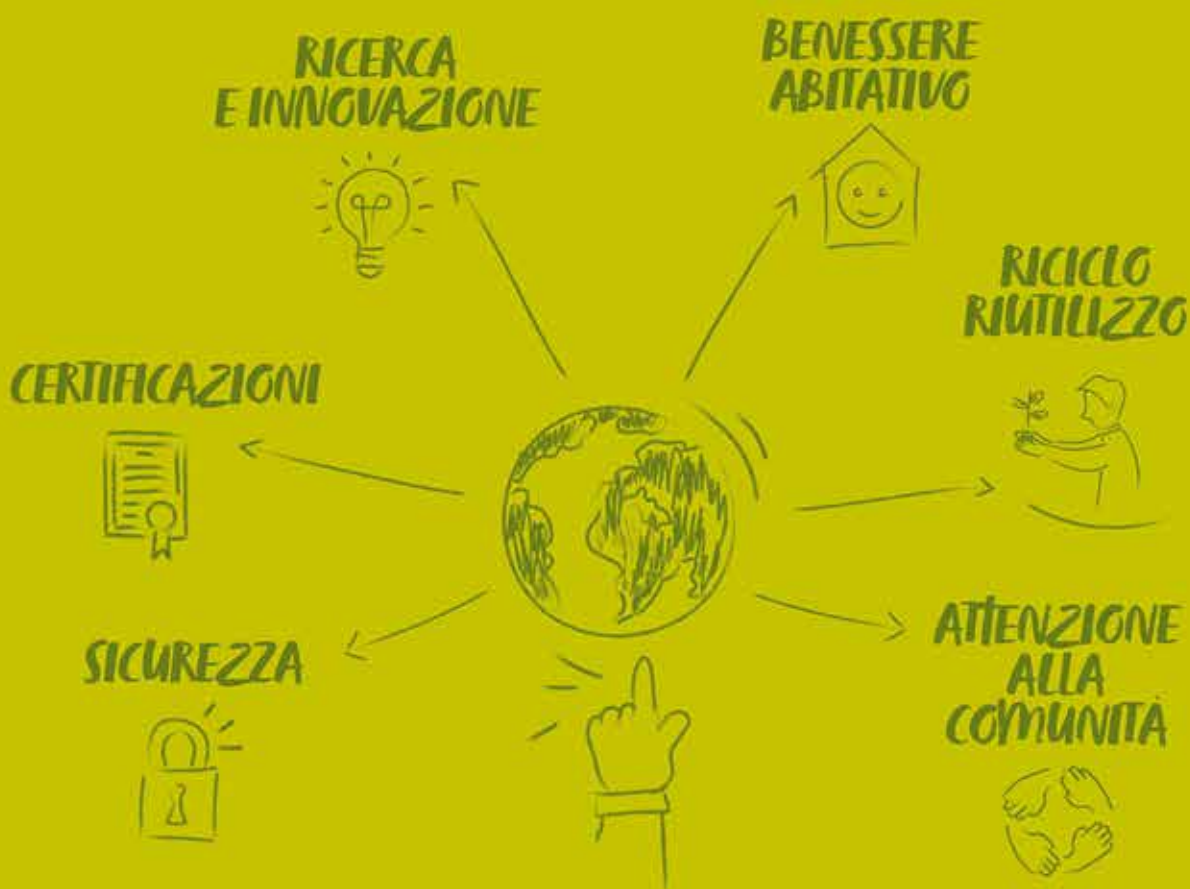 RICERCA
E INNOVAZIONE
BENESSERE
ABITATIVO
RICICLO
RIUTILIZZO
CERTIFICAZIONI
SICUREZZA
ATTENZIONE
ALLA
COMUNITÀ